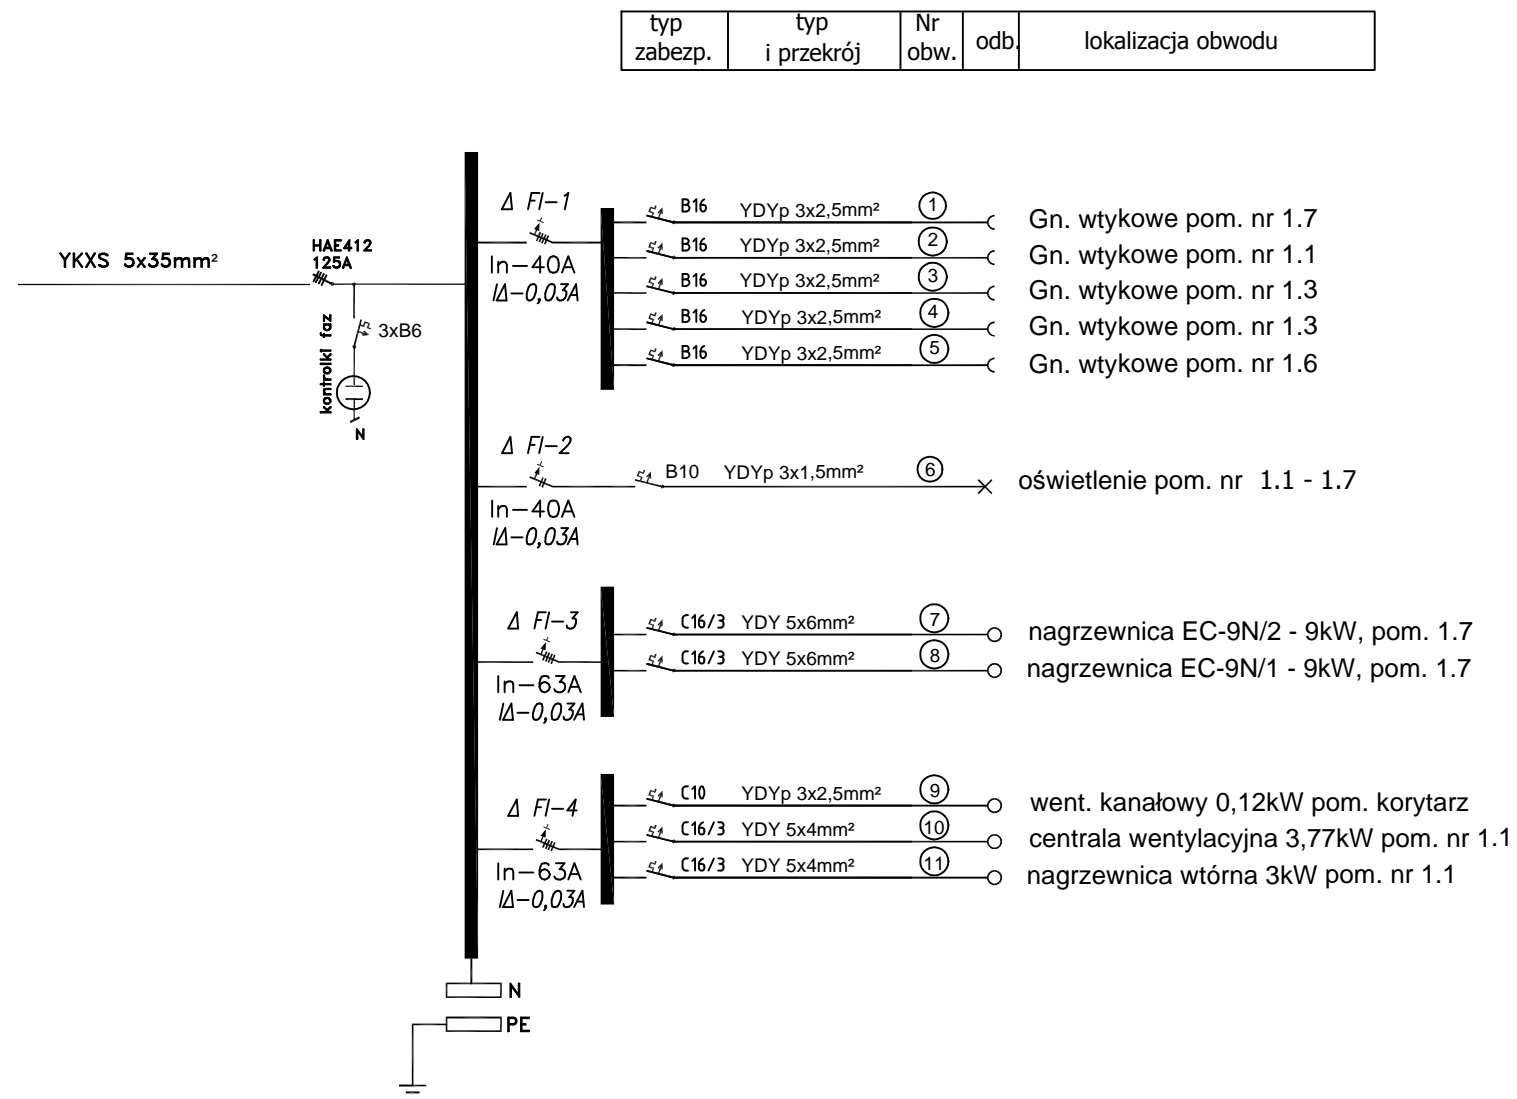 typ
zabezp.
typ
i przekrój
Nr
obw.
odb.
lokalizacja obwodu
YKXS 5x35mm²
HAE412
125A
kontrolki faz
3xB6
N
Δ FI-1
In-40A
IΔ-0,03A
B16 YDYp 3x2,5mm² 1 Gn. wtykowe pom. nr 1.7
B16 YDYp 3x2,5mm² 2 Gn. wtykowe pom. nr 1.1
B16 YDYp 3x2,5mm² 3 Gn. wtykowe pom. nr 1.3
B16 YDYp 3x2,5mm² 4 Gn. wtykowe pom. nr 1.3
B16 YDYp 3x2,5mm² 5 Gn. wtykowe pom. nr 1.6
Δ FI-2
In-40A
IΔ-0,03A
B10 YDYp 3x1,5mm² 6 oświetlenie pom. nr 1.1 - 1.7
Δ FI-3
In-63A
IΔ-0,03A
C16/3 YDY 5x6mm² 7 nagrzewnica EC-9N/2 - 9kW, pom. 1.7
C16/3 YDY 5x6mm² 8 nagrzewnica EC-9N/1 - 9kW, pom. 1.7
Δ FI-4
In-63A
IΔ-0,03A
C10 YDYp 3x2,5mm² 9 went. kanałowy 0,12kW pom. korytarz
C16/3 YDY 5x4mm² 10 centrala wentylacyjna 3,77kW pom. nr 1.1
C16/3 YDY 5x4mm² 11 nagrzewnica wtórna 3kW pom. nr 1.1
N
PE